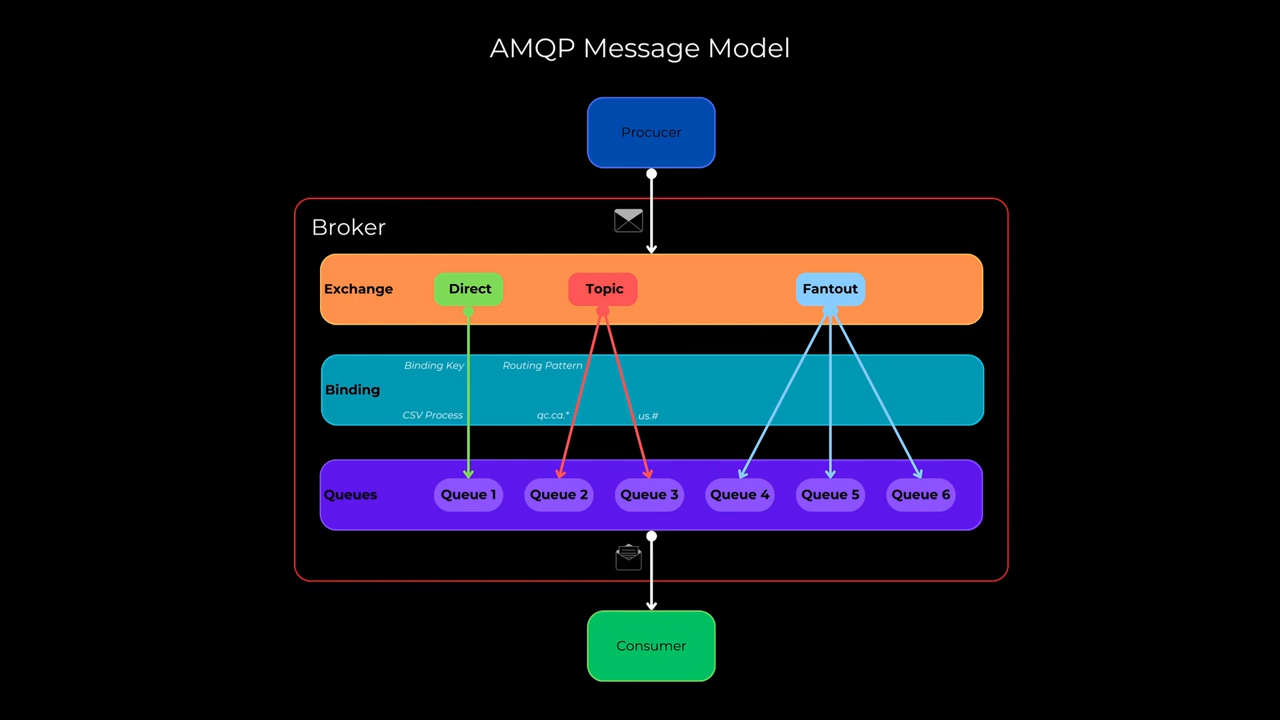 AMQP Message Model
Procucer
Broker
Exchange
Direct
Topic
Fantout
Binding Key
Routing Pattern
Binding
CSV Process
qc.ca.*
us.#
Queues
Queue 1
Queue 2
Queue 3
Queue 4
Queue 5
Queue 6
Consumer